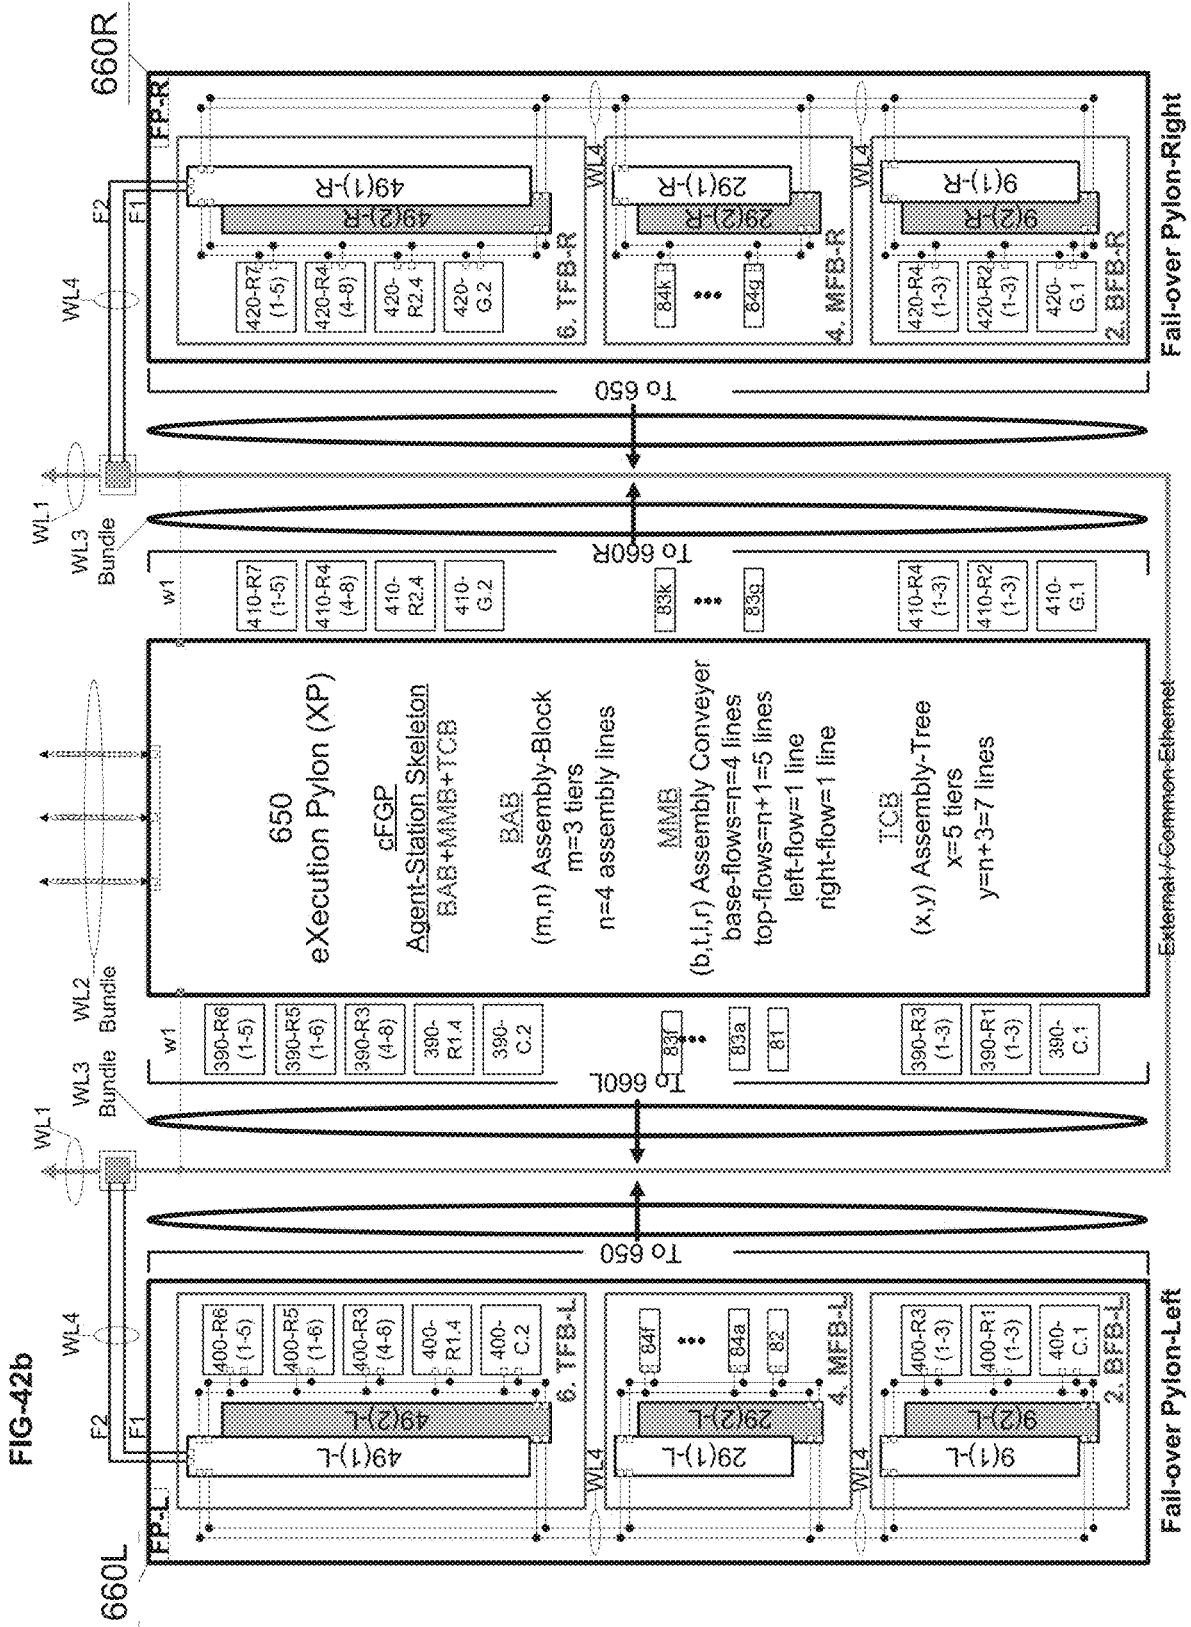 FIG-42b
660L
FP-L
F2
F1
WL4
49(1)-L
49(2)-L
400-R6
(1-5)
400-R5
(1-6)
400-R3
(4-8)
400-
R1.4
400-
C.2
6. TFB-L
WL4
29(1)-L
29(2)-L
84f
84a
82
4. MFB-L
WL4
9(1)-L
9(2)-L
400-R3
(1-3)
400-R1
(1-3)
400-
C.1
2. BFB-L
Fail-over Pylon-Left
To 650
WL1
WL3
Bundle
To 660L
w1
390-R6
(1-5)
390-R5
(1-6)
390-R3
(4-8)
390-
R1.4
390-
C.2
83f
83a
81
390-R3
(1-3)
390-R1
(1-3)
390-
C.1
WL2
Bundle
650
eXecution Pylon (XP)
cFGP
Agent-Station Skeleton
BAB+MMB+TCB
BAB
(m,n) Assembly-Block
m=3 tiers
n=4 assembly lines
MMB
(b,t,l,r) Assembly Conveyer
base-flows=n=4 lines
top-flows=n+1=5 lines
left-flow=1 line
right-flow=1 line
TCB
(x,y) Assembly-Tree
x=5 tiers
y=n+3=7 lines
External / Common Ethernet
w1
410-R7
(1-5)
410-R4
(4-8)
410-
R2.4
410-
G.2
83k
83g
410-R4
(1-3)
410-R2
(1-3)
410-
G.1
To 660R
WL3
Bundle
WL1
To 650
660R
FP-R
F2
F1
WL4
420-R7
(1-5)
420-R4
(4-8)
420-
R2.4
420-
G.2
49(2)-R
49(1)-R
6. TFB-R
WL4
84k
84g
29(2)-R
29(1)-R
4. MFB-R
WL4
420-R4
(1-3)
420-R2
(1-3)
420-
G.1
9(2)-R
9(1)-R
2. BFB-R
Fail-over Pylon-Right